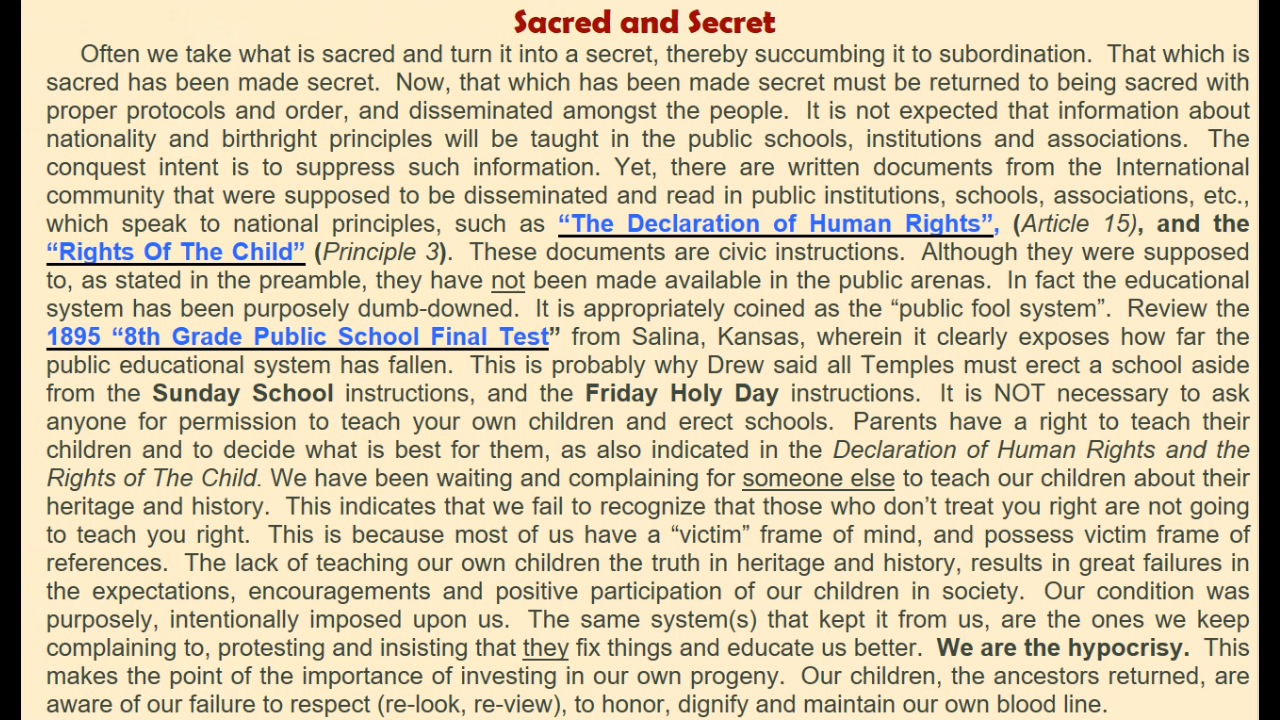 Sacred and Secret
Often we take what is sacred and turn it into a secret, thereby succumbing it to subordination.  That which is
sacred has been made secret.  Now, that which has been made secret must be returned to being sacred with
proper protocols and order, and disseminated amongst the people.  It is not expected that information about
nationality and birthright principles will be taught in the public schools, institutions and associations.  The
conquest intent is to suppress such information. Yet, there are written documents from the International
community that were supposed to be disseminated and read in public institutions, schools, associations, etc.,
which speak to national principles, such as “The Declaration of Human Rights”, (Article 15), and the
“Rights Of The Child” (Principle 3).  These documents are civic instructions.  Although they were supposed
to, as stated in the preamble, they have not been made available in the public arenas.  In fact the educational
system has been purposely dumb-downed.  It is appropriately coined as the “public fool system”.  Review the
1895 “8th Grade Public School Final Test” from Salina, Kansas, wherein it clearly exposes how far the
public educational system has fallen.  This is probably why Drew said all Temples must erect a school aside
from the Sunday School instructions, and the Friday Holy Day instructions.  It is NOT necessary to ask
anyone for permission to teach your own children and erect schools.  Parents have a right to teach their
children and to decide what is best for them, as also indicated in the Declaration of Human Rights and the
Rights of The Child. We have been waiting and complaining for someone else to teach our children about their
heritage and history.  This indicates that we fail to recognize that those who don’t treat you right are not going
to teach you right.  This is because most of us have a “victim” frame of mind, and possess victim frame of
references.  The lack of teaching our own children the truth in heritage and history, results in great failures in
the expectations, encouragements and positive participation of our children in society.  Our condition was
purposely, intentionally imposed upon us.  The same system(s) that kept it from us, are the ones we keep
complaining to, protesting and insisting that they fix things and educate us better.  We are the hypocrisy.  This
makes the point of the importance of investing in our own progeny.  Our children, the ancestors returned, are
aware of our failure to respect (re-look, re-view), to honor, dignify and maintain our own blood line.